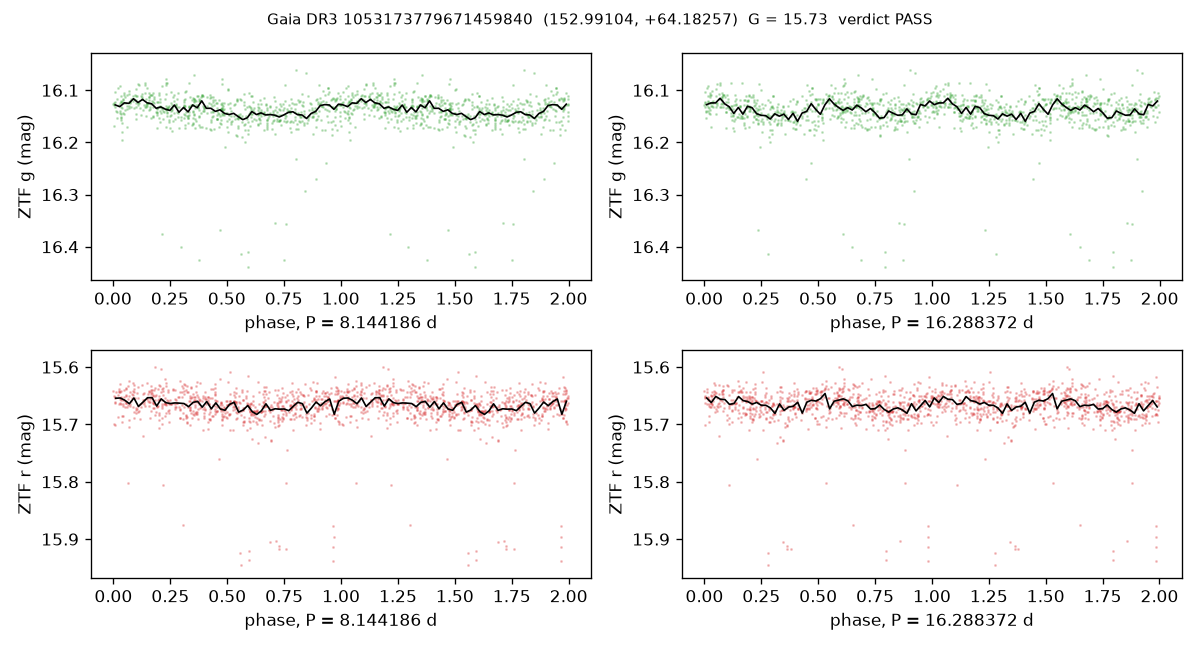 Gaia DR3 1053173779671459840  (152.99104, +64.18257)  G = 15.73  verdict PASS
ZTF g (mag)
16.1
16.2
16.3
16.4
0.00 0.25 0.50 0.75 1.00 1.25 1.50 1.75 2.00
phase, P = 8.144186 d
ZTF g (mag)
16.1
16.2
16.3
16.4
0.00 0.25 0.50 0.75 1.00 1.25 1.50 1.75 2.00
phase, P = 16.288372 d
ZTF r (mag)
15.6
15.7
15.8
15.9
0.00 0.25 0.50 0.75 1.00 1.25 1.50 1.75 2.00
phase, P = 8.144186 d
ZTF r (mag)
15.6
15.7
15.8
15.9
0.00 0.25 0.50 0.75 1.00 1.25 1.50 1.75 2.00
phase, P = 16.288372 d